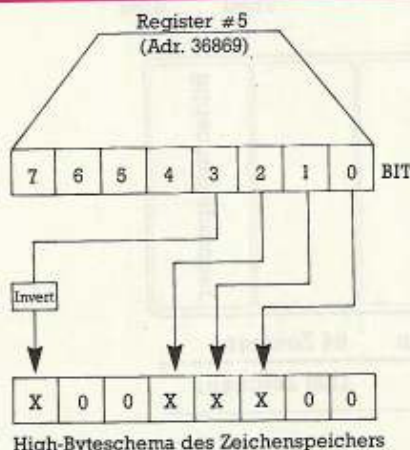 Register #5
(Adr. 36869)
7 6 5 4 3 2 1 0 BIT
Invert
X 0 0 X X X 0 0
High-Byteschema des Zeichenspeichers